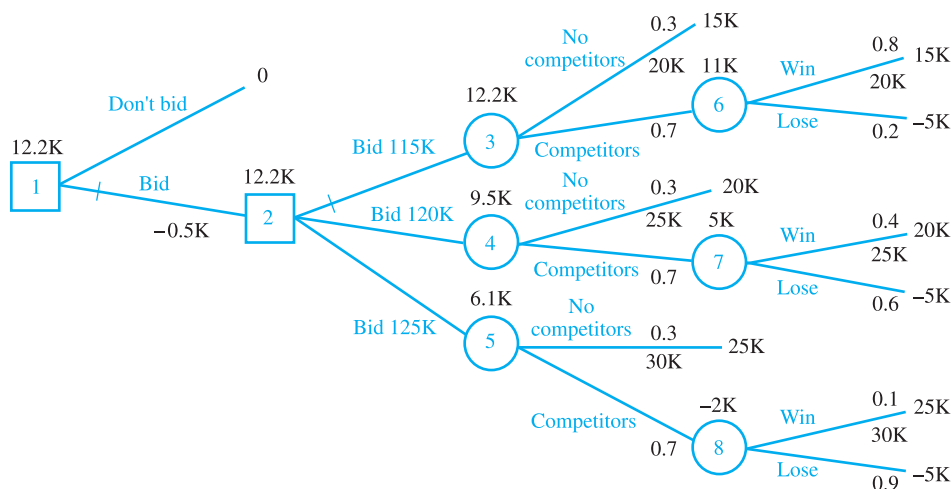 0
Don't bid
12.2K
1
Bid
−0.5K
12.2K
2
Bid 115K
Bid 120K
Bid 125K
12.2K
3
No
competitors
0.3
15K
20K
Competitors
0.7
11K
6
Win
0.8
15K
20K
Lose
0.2
−5K
9.5K
4
No
competitors
0.3
20K
25K
Competitors
0.7
5K
7
Win
0.4
20K
25K
Lose
0.6
−5K
6.1K
5
No
competitors
0.3
25K
30K
Competitors
0.7
−2K
8
Win
0.1
25K
30K
Lose
0.9
−5K